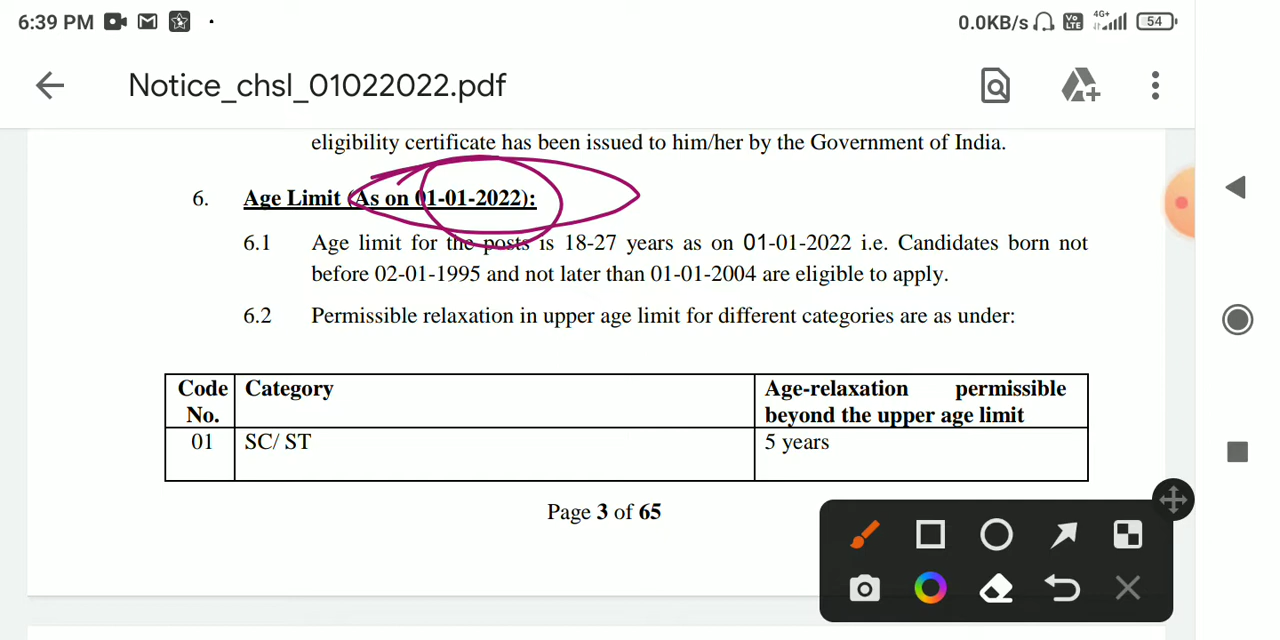 6:39 PM
0.0KB/s Vo LTE 4G+ 54
Notice_chsl_01022022.pdf
eligibility certificate has been issued to him/her by the Government of India.
6. Age Limit (As on 01-01-2022):
6.1 Age limit for the posts is 18-27 years as on 01-01-2022 i.e. Candidates born not
before 02-01-1995 and not later than 01-01-2004 are eligible to apply.
6.2 Permissible relaxation in upper age limit for different categories are as under:
Code Category Age-relaxation permissible
No. beyond the upper age limit
01 SC/ ST 5 years
Page 3 of 65